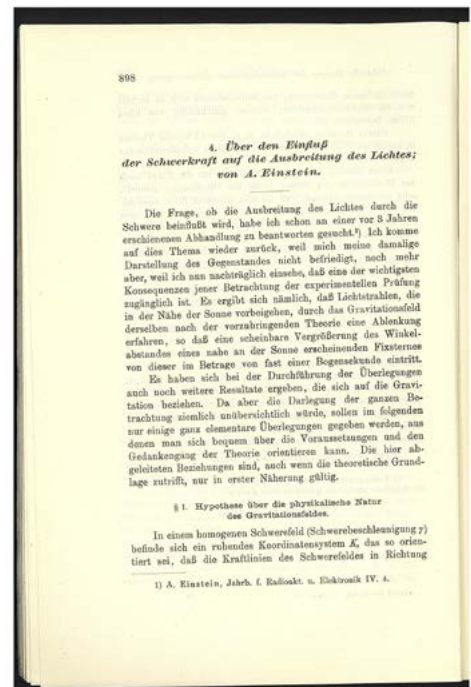 898
4. Über den Einfluß
der Schwerkraft auf die Ausbreitung des Lichtes;
von A. Einstein.
Die Frage, ob die Ausbreitung des Lichtes durch die
Schwere beinflußt wird, habe ich schon an einer vor 3 Jahren
erschienenen Abhandlung zu beantworten gesucht.¹) Ich komme
auf dies Thema wieder zurück, weil mich meine damalige
Darstellung des Gegenstandes nicht befriedigt, noch mehr
aber, weil ich nun nachträglich einsehe, daß eine der wichtigsten
Konsequenzen jener Betrachtung der experimentellen Prüfung
zugänglich ist. Es ergibt sich nämlich, daß Lichtstrahlen, die
in der Nähe der Sonne vorbeigehen, durch das Gravitationsfeld
derselben nach der vorzubringenden Theorie eine Ablenkung
erfahren, so daß eine scheinbare Vergrößerung des Winkel-
abstandes eines nahe an der Sonne erscheinenden Fixsternes
von dieser im Betrage von fast einer Bogensekunde eintritt.
Es haben sich bei der Durchführung der Überlegungen
auch noch weitere Resultate ergeben, die sich auf die Gravi-
tation beziehen. Da aber die Darlegung der ganzen Be-
trachtung ziemlich unübersichtlich würde, sollen im folgenden
nur einige ganz elementare Überlegungen gegeben werden, aus
denen man sich bequem über die Voraussetzungen und den
Gedankengang der Theorie orientieren kann. Die hier ab-
geleiteten Beziehungen sind, auch wenn die theoretische Grund-
lage zutrifft, nur in erster Näherung gültig.
§ 1. Hypothese über die physikalische Natur
des Gravitationsfeldes.
In einem homogenen Schwerefeld (Schwerebeschleunigung γ)
befinde sich ein ruhendes Koordinatensystem K, das so orien-
tiert sei, daß die Kraftlinien des Schwerefeldes in Richtung
1) A. Einstein, Jahrb. f. Radioakt. u. Elektronik IV. 4.